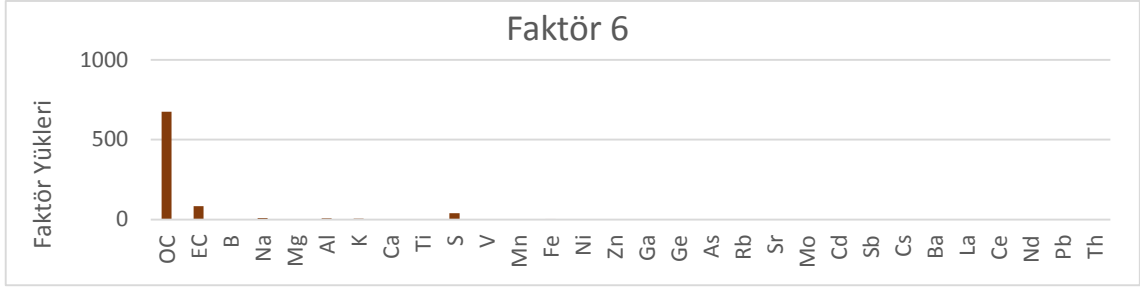 Faktör 6
Faktör Yükleri
1000
500
0
OC
EC
B
Na
Mg
Al
K
Ca
Ti
S
V
Mn
Fe
Ni
Zn
Ga
Ge
As
Rb
Sr
Mo
Cd
Sb
Cs
Ba
La
Ce
Nd
Pb
Th